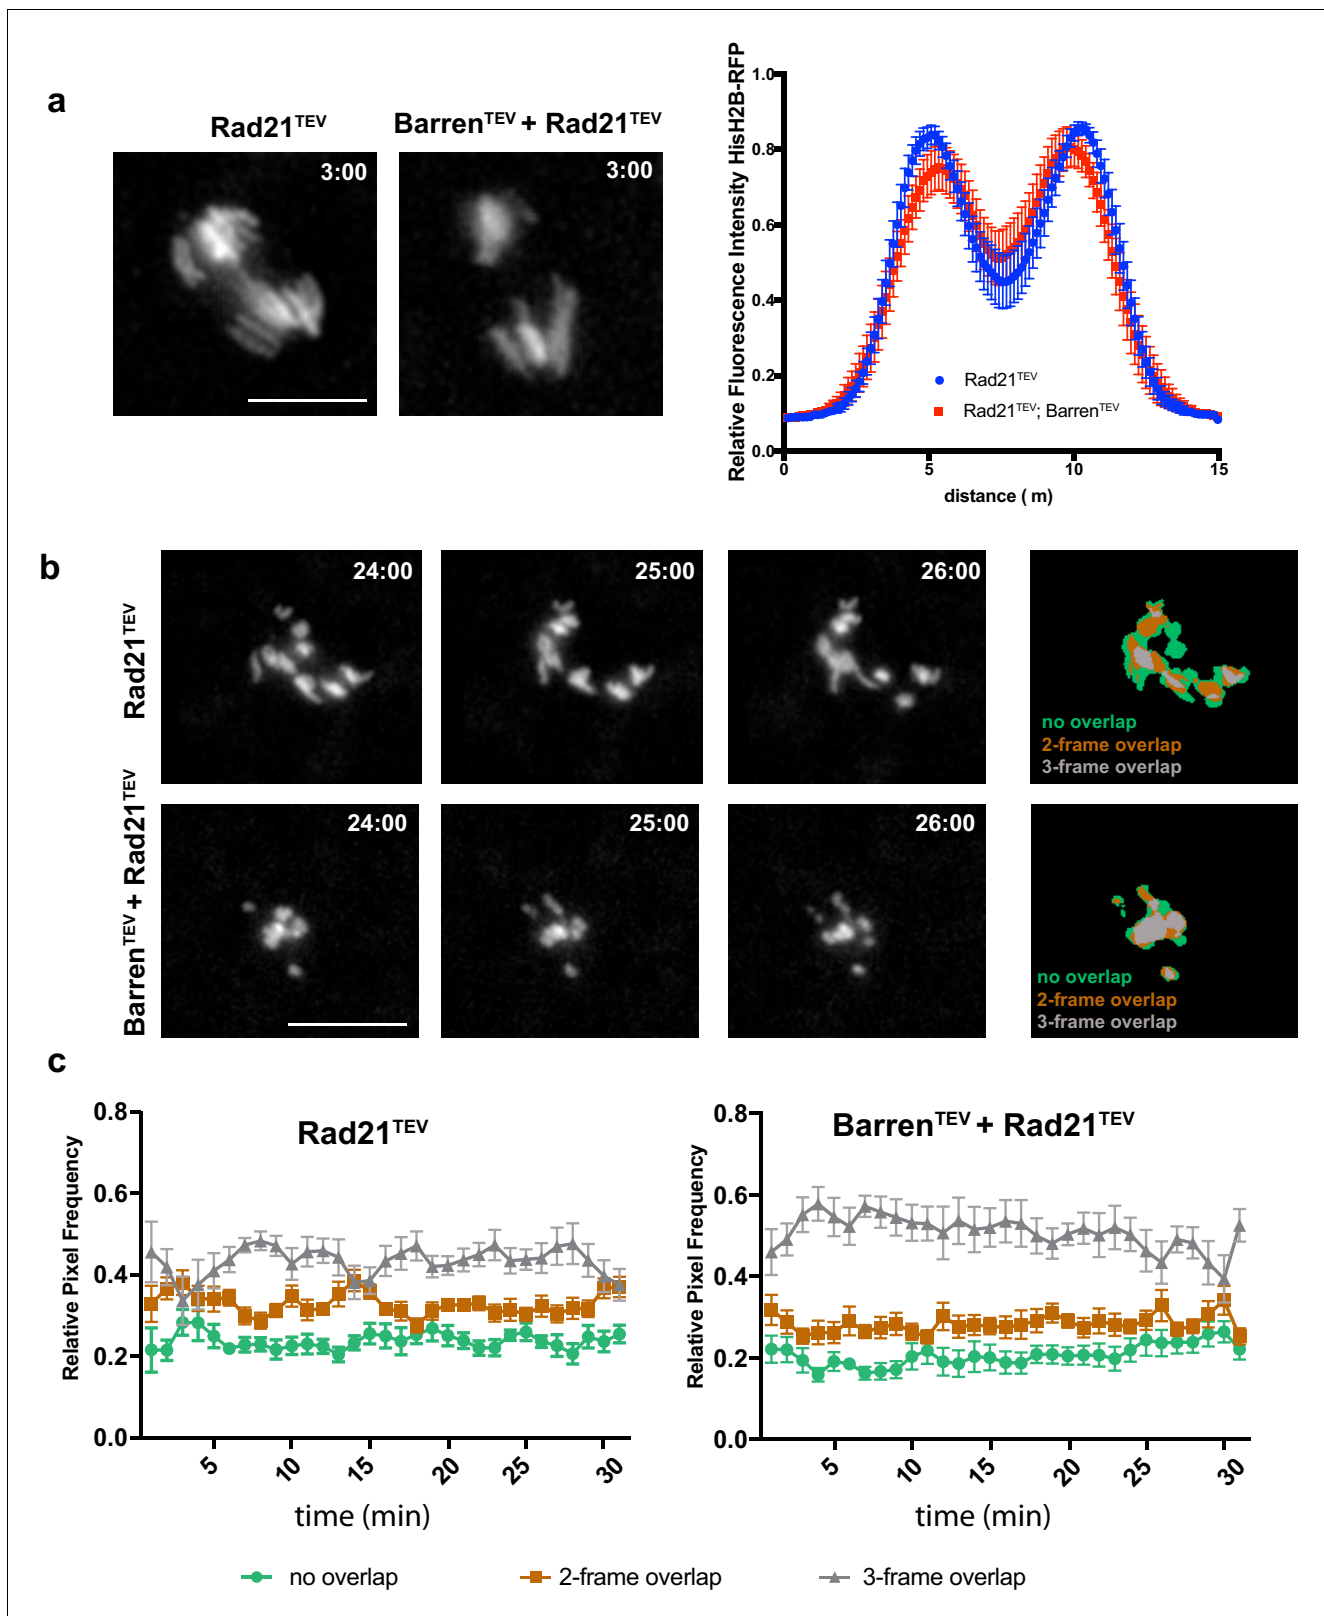 a
Rad21TEV
BarrenTEV + Rad21TEV
3:00
3:00
Relative Fluorescence Intensity HisH2B-RFP
1.0
0.8
0.6
0.4
0.2
0.0
0
5
10
15
distance ( m)
Rad21TEV
Rad21TEV; BarrenTEV
b
Rad21TEV
24:00
25:00
26:00
no overlap
2-frame overlap
3-frame overlap
BarrenTEV + Rad21TEV
24:00
25:00
26:00
no overlap
2-frame overlap
3-frame overlap
c
Rad21TEV
Relative Pixel Frequency
0.8
0.6
0.4
0.2
0.0
5
10
15
20
25
30
time (min)
BarrenTEV + Rad21TEV
Relative Pixel Frequency
0.8
0.6
0.4
0.2
0.0
5
10
15
20
25
30
time (min)
no overlap
2-frame overlap
3-frame overlap